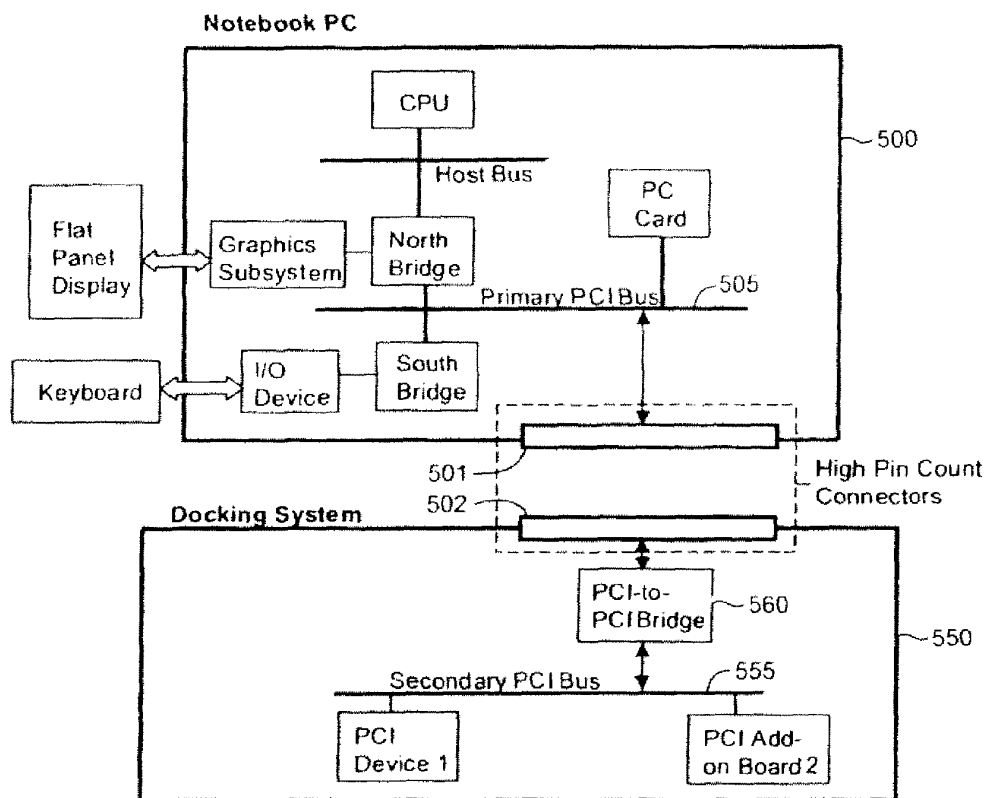 Notebook PC
CPU
500
Host Bus
PC
Card
Flat
Panel
Display
Graphics
Subsystem
North
Bridge
Primary PCI Bus
505
Keyboard
I/O
Device
South
Bridge
501
High Pin Count
Connectors
502
Docking System
PCI-to-
PCI Bridge
560
550
Secondary PCI Bus
555
PCI
Device 1
PCI Add-
on Board 2